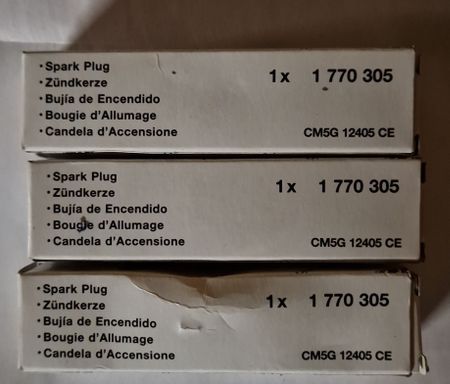 •Spark Plug
•Zündkerze
•Bujía de Encendido
•Bougie d'Allumage
•Candela d'Accensione
1x 1 770 305
CM5G 12405 CE
•Spark Plug
•Zündkerze
•Bujía de Encendido
•Bougie d'Allumage
•Candela d'Accensione
1x 1 770 305
CM5G 12405 CE
•Spark Plug
•Zündkerze
•Bujía de Encendido
•Bougie d'Allumage
•Candela d'Accensione
1x 1 770 305
CM5G 12405 CE